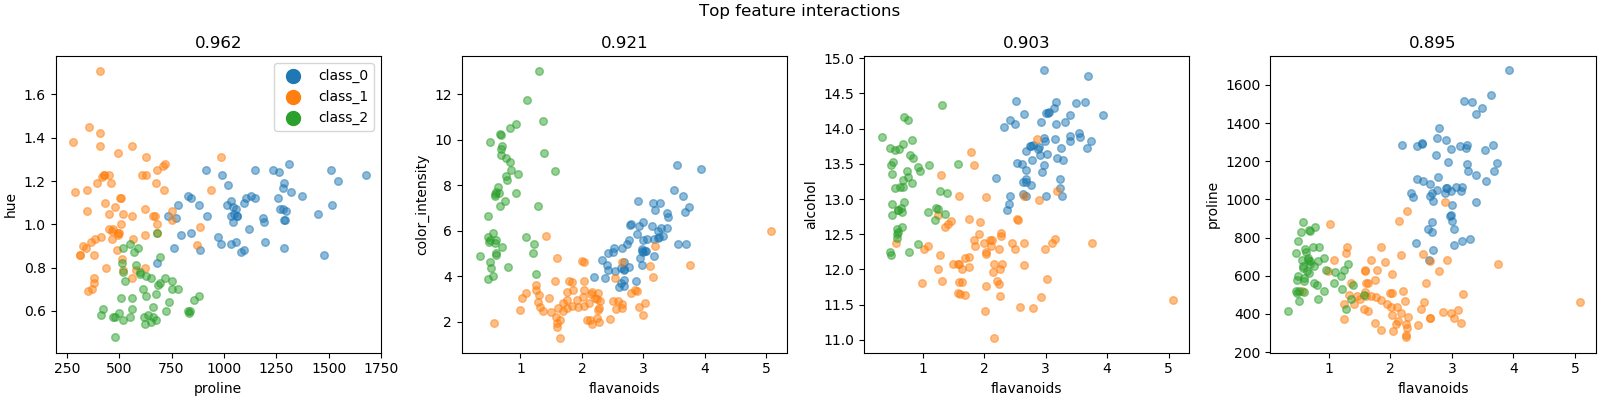 Top feature interactions
0.962
hue
1.6
1.4
1.2
1.0
0.8
0.6
class_0
class_1
class_2
250 500 750 1000 1250 1500 1750
proline
0.921
color_intensity
12
10
8
6
4
2
1 2 3 4 5
flavanoids
0.903
alcohol
15.0
14.5
14.0
13.5
13.0
12.5
12.0
11.5
11.0
1 2 3 4 5
flavanoids
0.895
proline
1600
1400
1200
1000
800
600
400
200
1 2 3 4 5
flavanoids